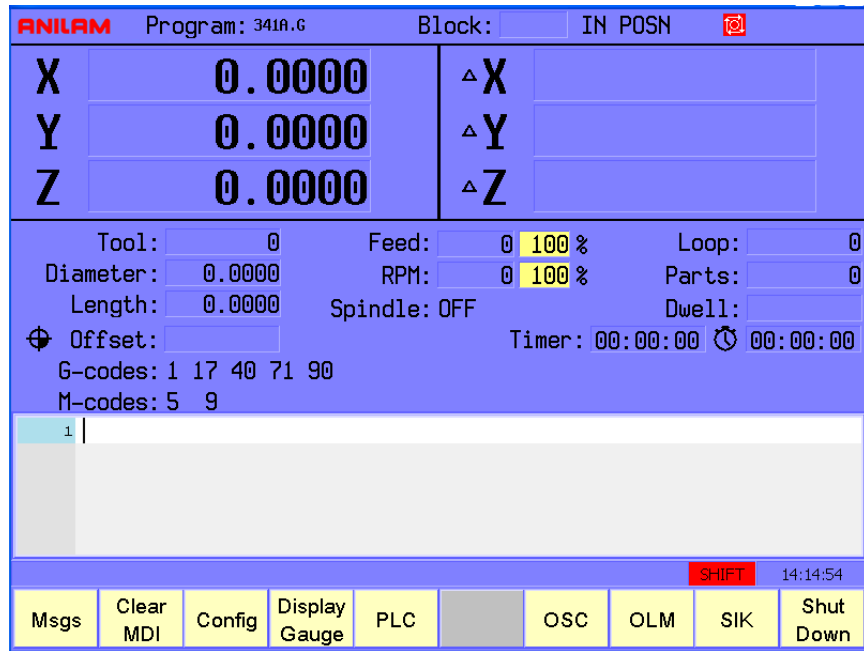 ANILAM Program: 341A.G Block: IN POSN
X 0.0000 △X
Y 0.0000 △Y
Z 0.0000 △Z
Tool: 0 Feed: 0 100 % Loop: 0
Diameter: 0.0000 RPM: 0 100 % Parts: 0
Length: 0.0000 Spindle: OFF Dwell:
Offset: Timer: 00:00:00 00:00:00
G-codes: 1 17 40 71 90
M-codes: 5 9
1
SHIFT 14:14:54
Msgs Clear MDI Config Display Gauge PLC OSC OLM SIK Shut Down